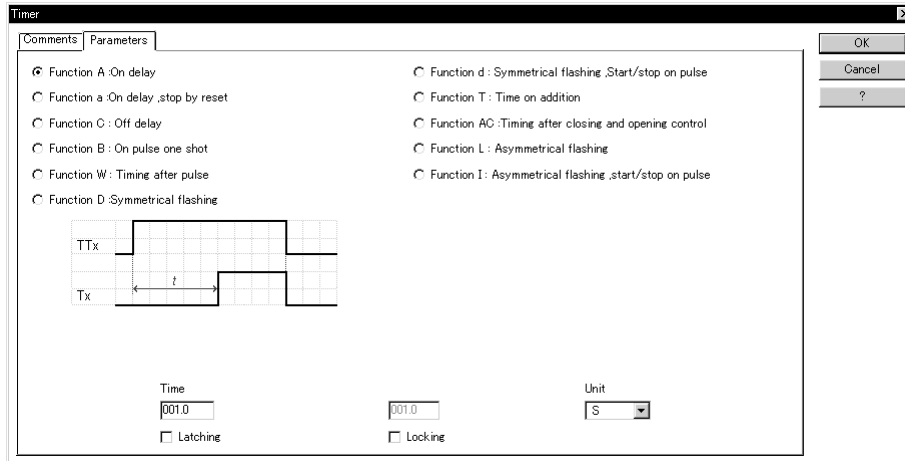 Timer
Comments
Parameters
OK
Cancel
?
Function A :On delay
Function a :On delay ,stop by reset
Function C : Off delay
Function B : On pulse one shot
Function W : Timing after pulse
Function D :Symmetrical flashing
Function d : Symmetrical flashing ,Start/stop on pulse
Function T : Time on addition
Function AC :Timing after closing and opening control
Function L : Asymmetrical flashing
Function I : Asymmetrical flashing ,start/stop on pulse
TTx
t
Tx
Time
Unit
001.0
001.0
S
Latching
Locking